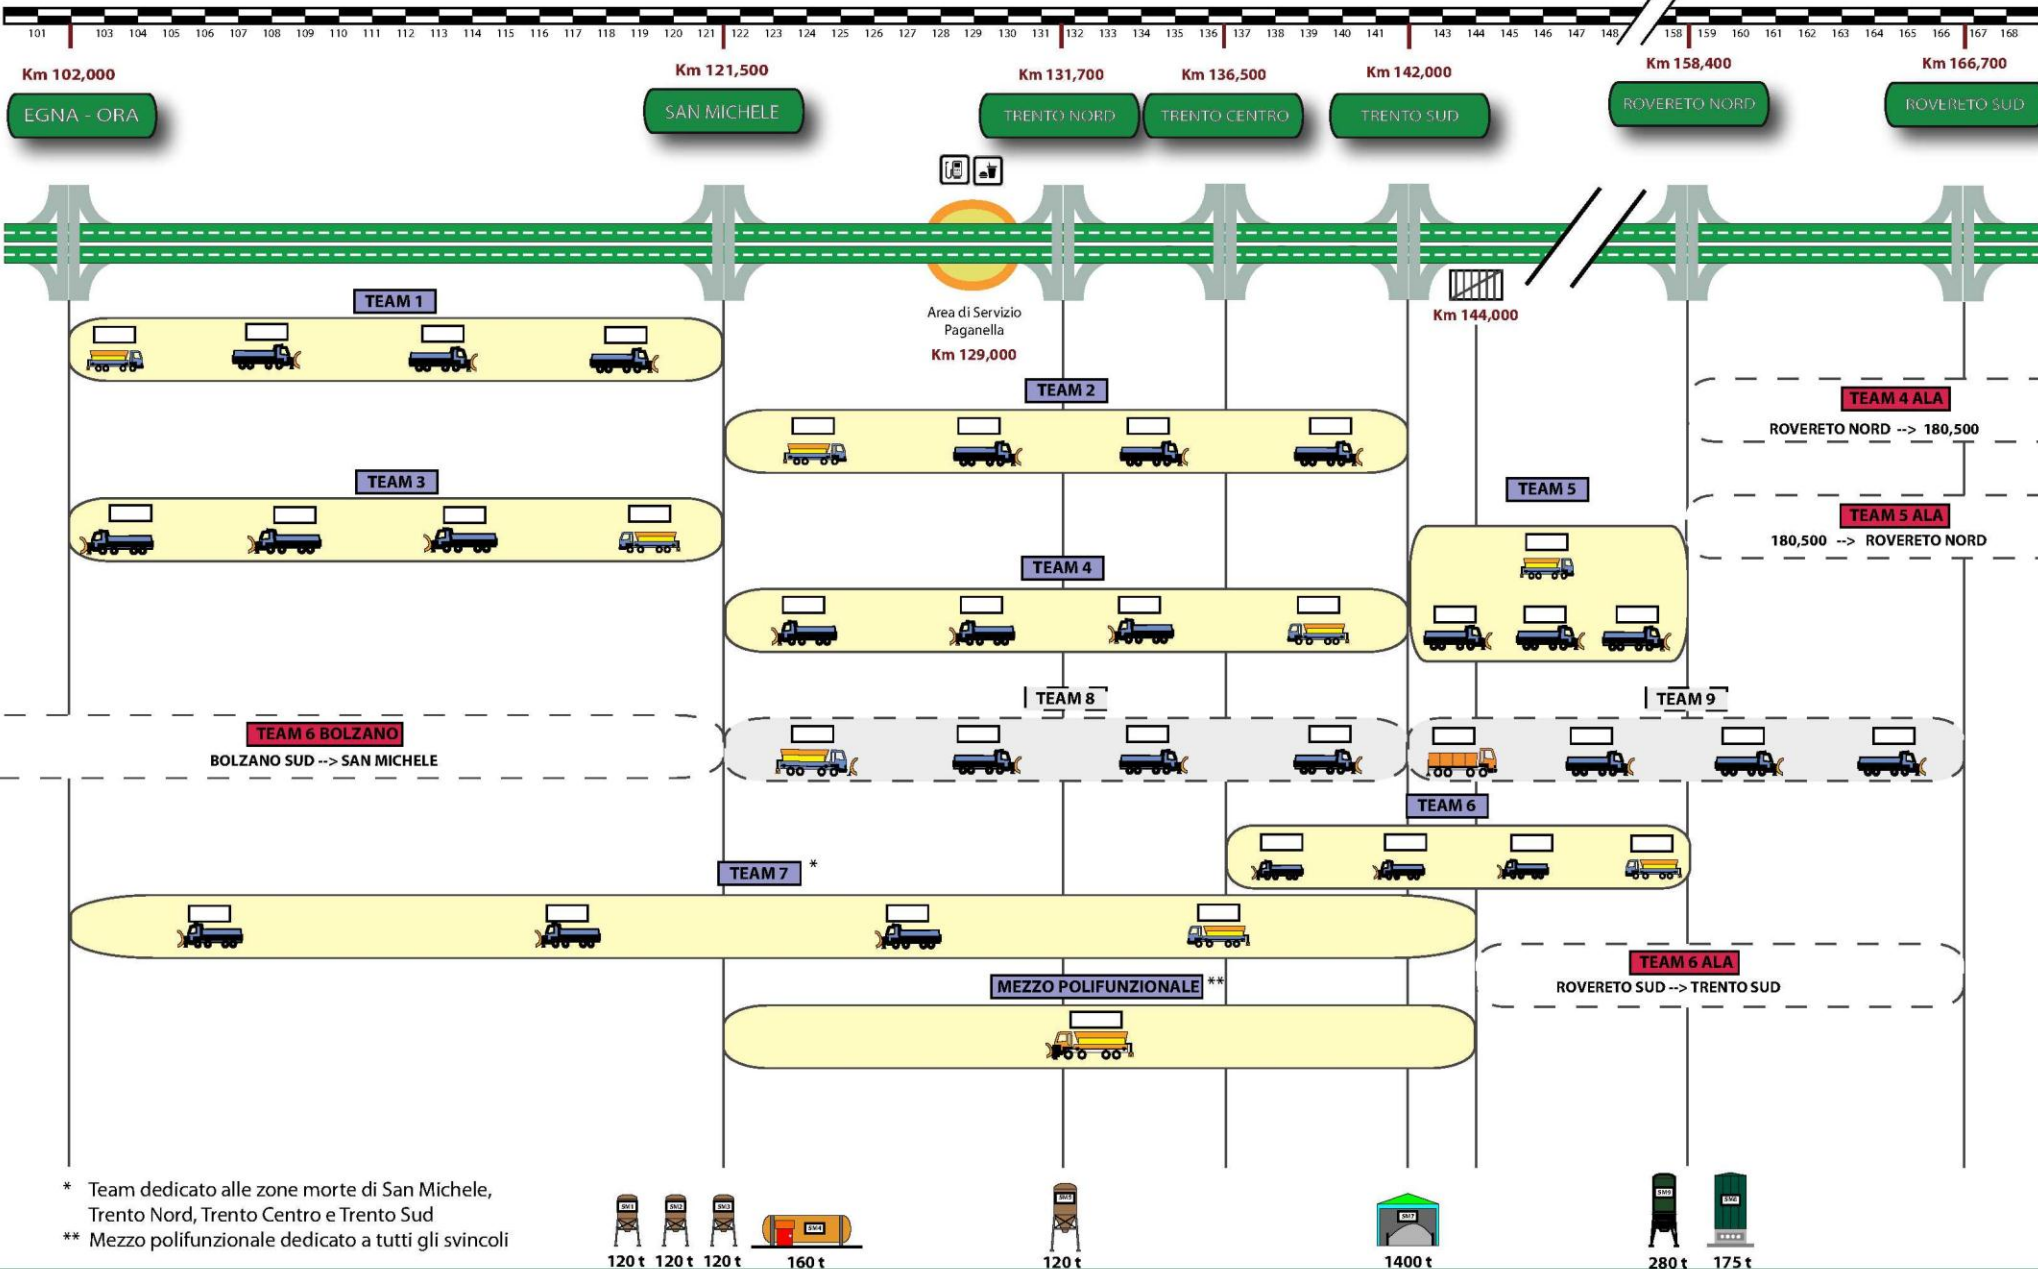 101 103 104 105 106 107 108 109 110 111 112 113 114 115 116 117 118 119 120 121 122 123 124 125 126 127 128 129 130 131 132 133 134 135 136 137 138 139 140 141 143 144 145 146 147 148 158 159 160 161 162 163 164 165 166 167 168
Km 102,000
Km 121,500
Km 131,700
Km 136,500
Km 142,000
Km 158,400
Km 166,700
EGNA - ORA
SAN MICHELE
TRENTO NORD
TRENTO CENTRO
TRENTO SUD
ROVERETO NORD
ROVERETO SUD
Area di Servizio
Paganella
Km 129,000
Km 144,000
TEAM 1
TEAM 2
TEAM 4 ALA
ROVERETO NORD --> 180,500
TEAM 3
TEAM 5
TEAM 5 ALA
180,500 --> ROVERETO NORD
TEAM 4
TEAM 8
TEAM 9
TEAM 6 BOLZANO
BOLZANO SUD --> SAN MICHELE
TEAM 6
TEAM 7 *
TEAM 6 ALA
ROVERETO SUD --> TRENTO SUD
MEZZO POLIFUNZIONALE **
* Team dedicato alle zone morte di San Michele,
Trento Nord, Trento Centro e Trento Sud
** Mezzo polifunzionale dedicato a tutti gli svincoli
SM1
SM2
SM3
SM4
SM5
SM7
120 t
120 t
120 t
160 t
120 t
1400 t
280 t
175 t